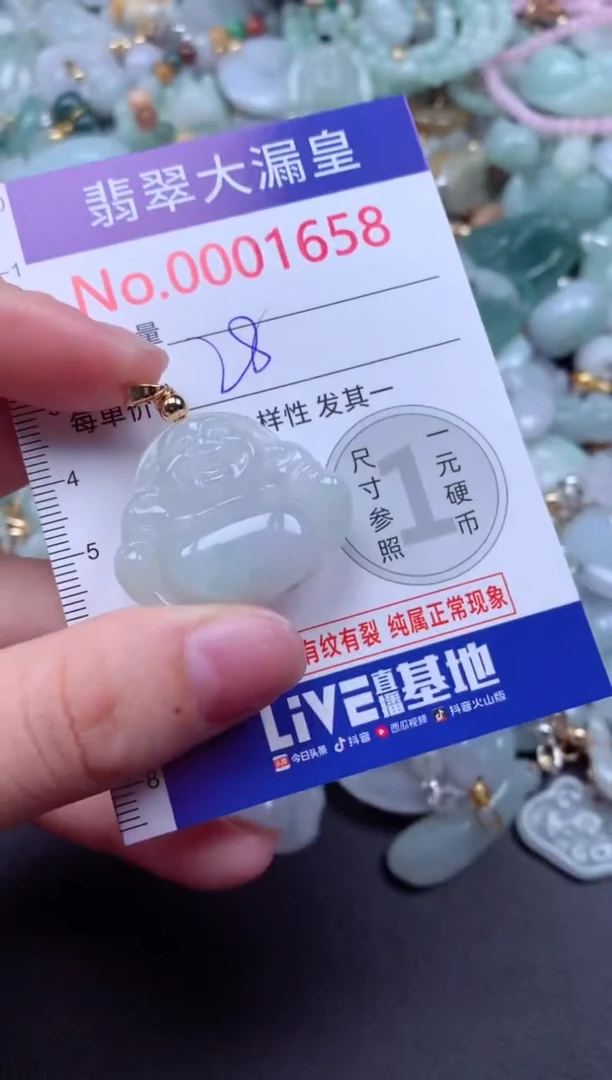 翡翠大漏皇
No.0001658
量 28
每单价 样性 发其一
1
4
5
8
尺寸参照
1
一元硬币
有纹有裂 纯属正常现象
LiVE直播基地
今日头条 抖音 西瓜视频 抖音火山版